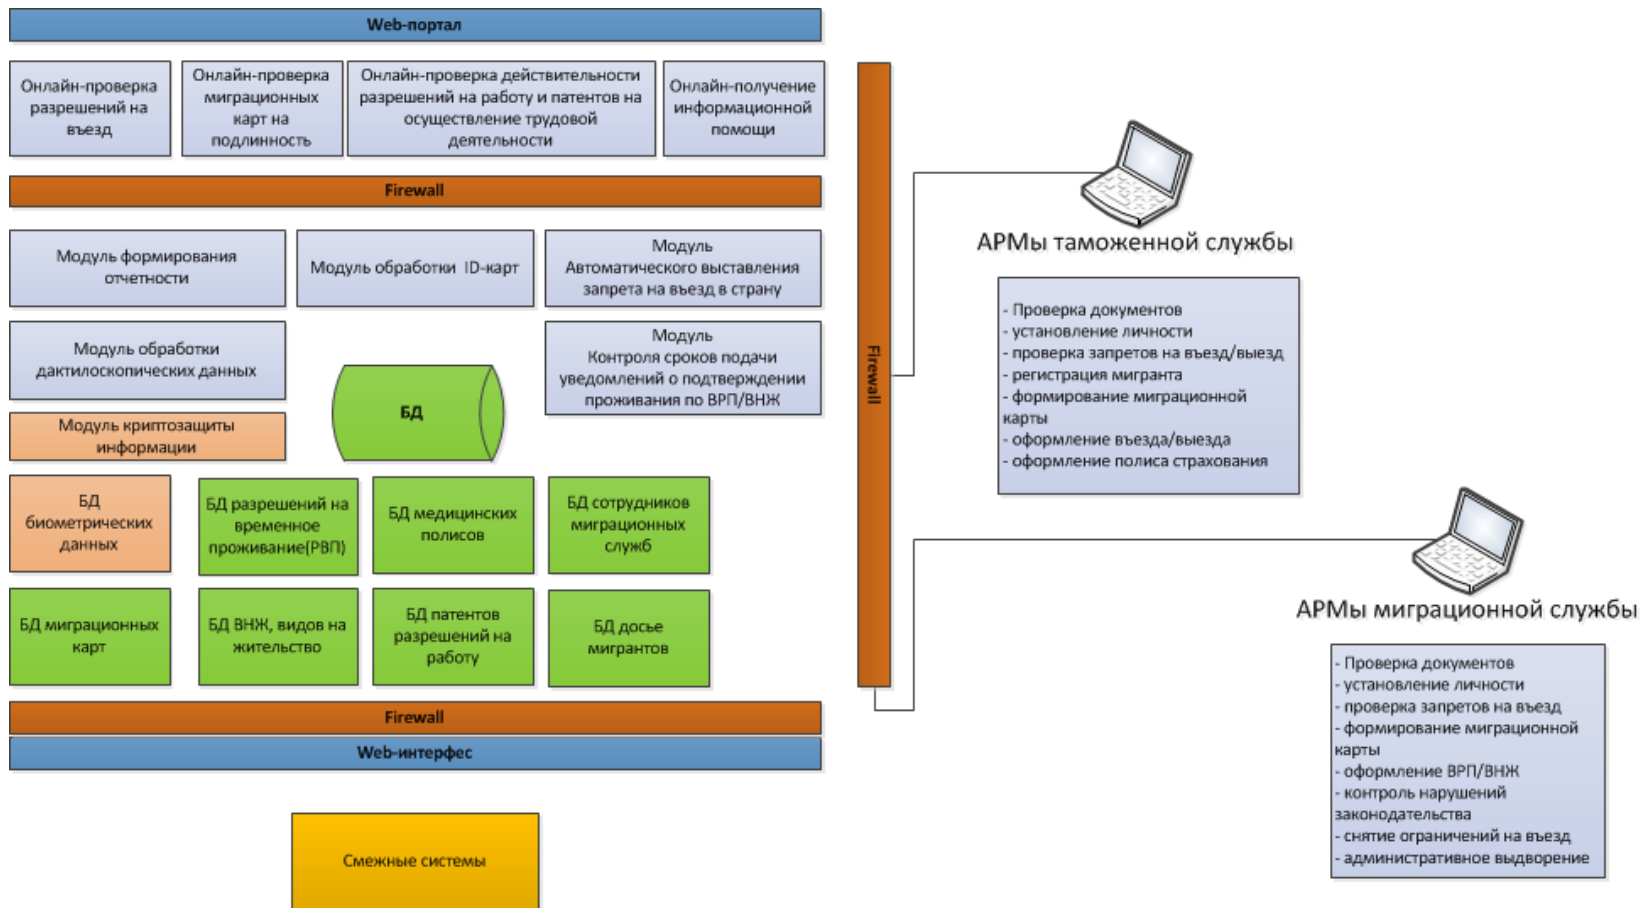 Web-портал
Онлайн-проверка
разрешений на
въезд
Онлайн-проверка
миграционных
карт на
подлинность
Онлайн-проверка действительности
разрешений на работу и патентов на
осуществление трудовой
деятельности
Онлайн-получение
информационной
помощи
Firewall
Модуль формирования
отчетности
Модуль обработки  ID-карт
Модуль
Автоматического выставления
запрета на въезд в страну
Модуль обработки
дактилоскопических данных
Модуль
Контроля сроков подачи
уведомлений о подтверждении
проживания по ВРП/ВНЖ
Модуль криптозащиты
информации
БД
БД
биометрических
данных
БД разрешений на
временное
проживание(РВП)
БД медицинских
полисов
БД сотрудников
миграционных
служб
БД миграционных
карт
БД ВНЖ, видов на
жительство
БД патентов
разрешений на
работу
БД досье
мигрантов
Firewall
Web-интерфес
Смежные системы
Firewall
АРМы таможенной службы
- Проверка документов
- установление личности
- проверка запретов на въезд/выезд
- регистрация мигранта
- формирование миграционной
карты
- оформление въезда/выезда
- оформление полиса страхования
АРМы миграционной службы
- Проверка документов
- установление личности
- проверка запретов на въезд
- формирование миграционной
карты
- оформление ВРП/ВНЖ
- контроль нарушений
законодательства
- снятие ограничений на въезд
- административное выдворение